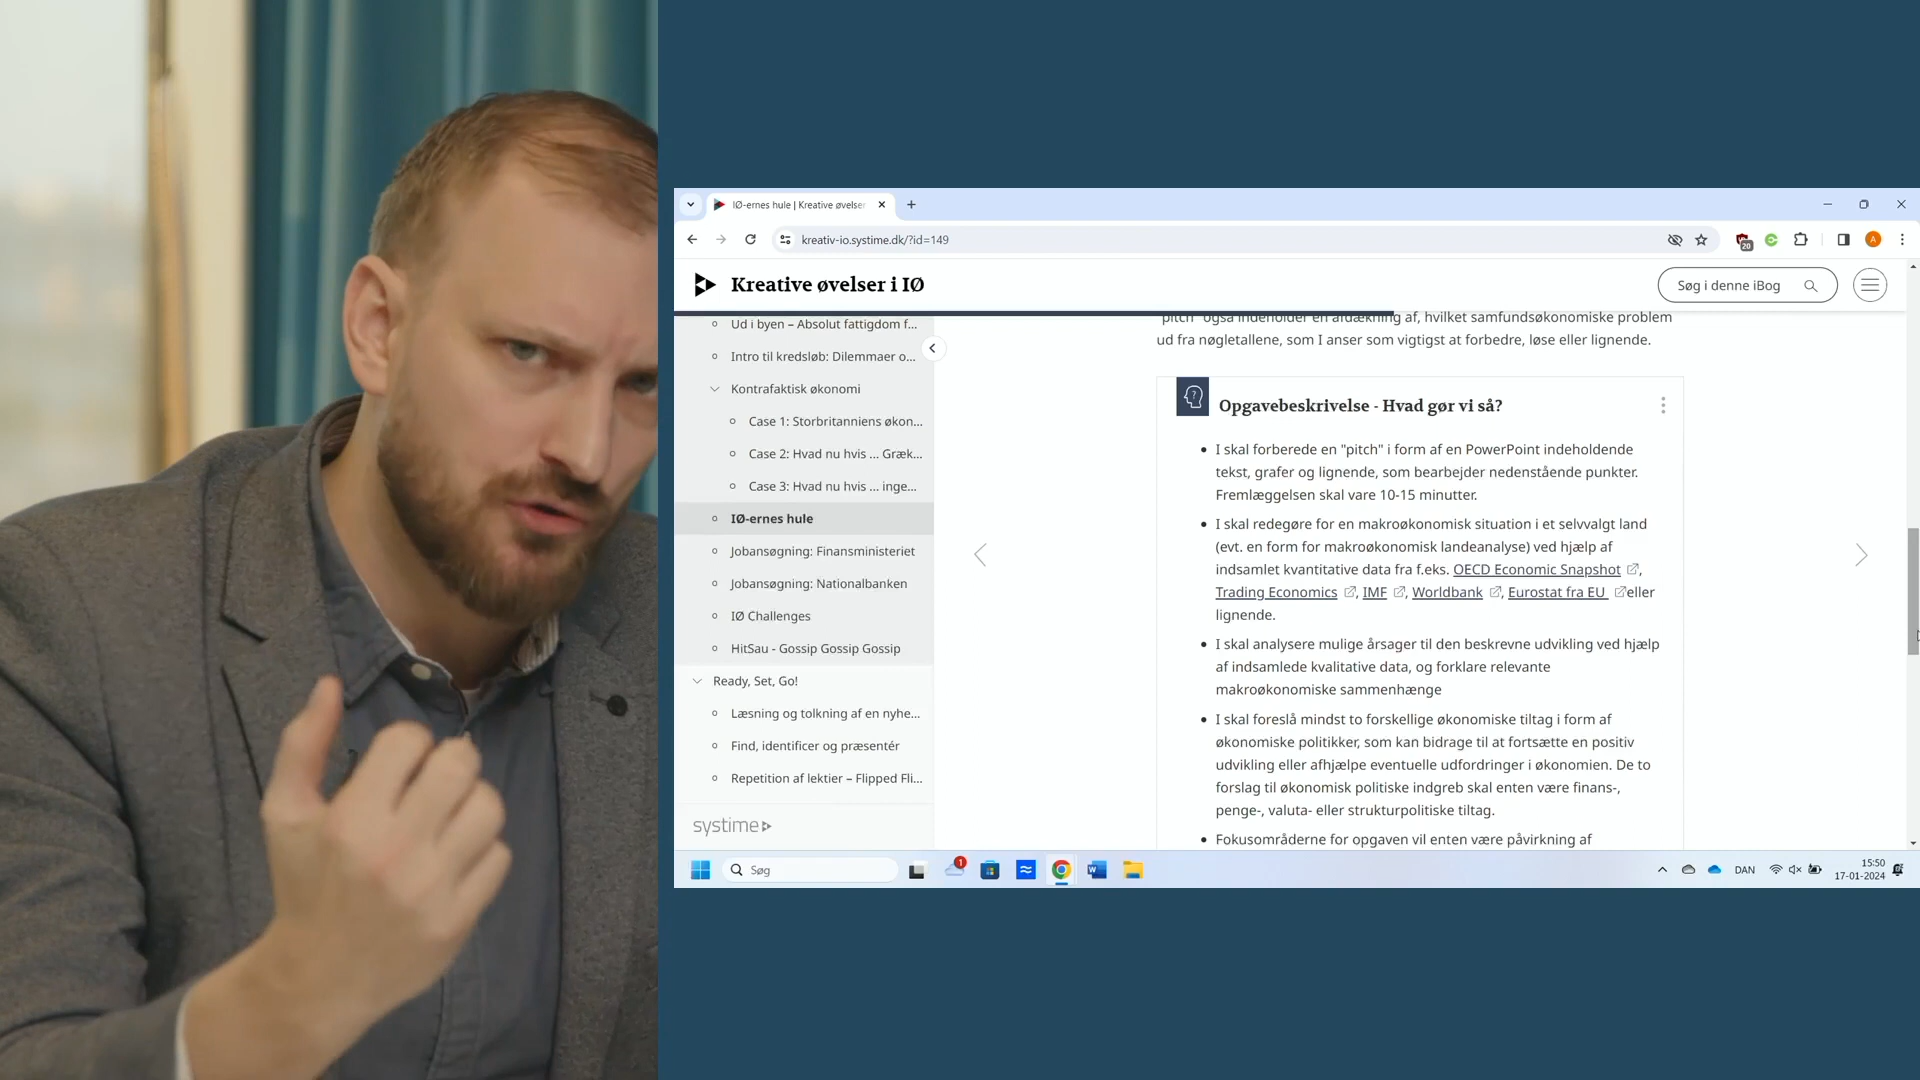 IØ-ernes hule | Kreative øvelser
kreativ-io.systime.dk/?id=149
20
A
Kreative øvelser i IØ
Søg i denne iBog
Ud i byen – Absolut fattigdom f...
Intro til kredsløb: Dilemmaer o...
Kontrafaktisk økonomi
Case 1: Storbritanniens økon...
Case 2: Hvad nu hvis ... Græk...
Case 3: Hvad nu hvis ... inge...
IØ-ernes hule
Jobansøgning: Finansministeriet
Jobansøgning: Nationalbanken
IØ Challenges
HitSau - Gossip Gossip Gossip
Ready, Set, Go!
Læsning og tolkning af en nyhe...
Find, identificer og præsentér
Repetition af lektier – Flipped Fli...
systime
"pitch" også indeholder en afdækning af, hvilket samfundsøkonomiske problem
ud fra nøgletallene, som I anser som vigtigst at forbedre, løse eller lignende.
Opgavebeskrivelse - Hvad gør vi så?
• I skal forberede en "pitch" i form af en PowerPoint indeholdende
tekst, grafer og lignende, som bearbejder nedenstående punkter.
Fremlæggelsen skal vare 10-15 minutter.
• I skal redegøre for en makroøkonomisk situation i et selvvalgt land
(evt. en form for makroøkonomisk landeanalyse) ved hjælp af
indsamlet kvantitative data fra f.eks. OECD Economic Snapshot ,
Trading Economics , IMF , Worldbank , Eurostat fra EU eller
lignende.
• I skal analysere mulige årsager til den beskrevne udvikling ved hjælp
af indsamlede kvalitative data, og forklare relevante
makroøkonomiske sammenhænge
• I skal foreslå mindst to forskellige økonomiske tiltag i form af
økonomiske politikker, som kan bidrage til at fortsætte en positiv
udvikling eller afhjælpe eventuelle udfordringer i økonomien. De to
forslag til økonomisk politiske indgreb skal enten være finans-,
penge-, valuta- eller strukturpolitiske tiltag.
• Fokusområderne for opgaven vil enten være påvirkning af
Søg
1
DAN
15:50
17-01-2024